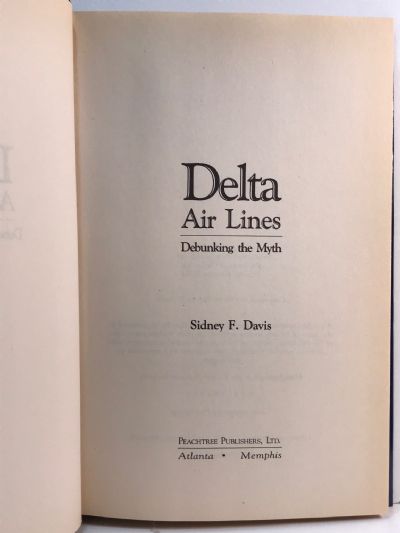 Delta
Air Lines
Debunking the Myth
Sidney F. Davis
PEACHTREE PUBLISHERS, LTD.
Atlanta • Memphis